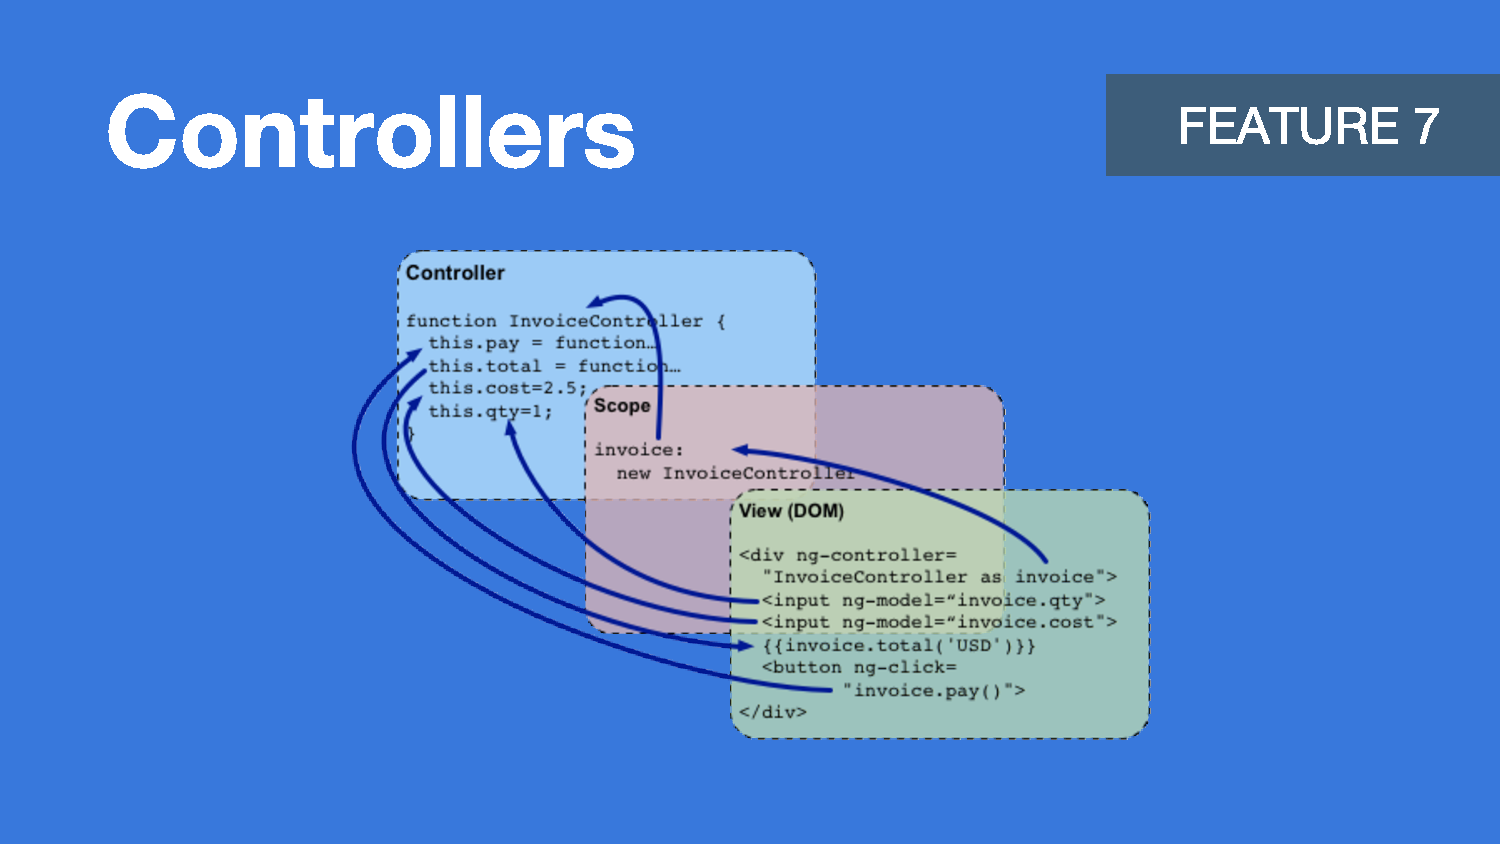 Controllers
FEATURE 7
Controller
function InvoiceController {
this.pay = function…
this.total = function…
this.cost=2.5;
this.qty=1;
}
Scope
invoice:
new InvoiceController
View (DOM)
<div ng-controller=
"InvoiceController as invoice">
<input ng-model=“invoice.qty">
<input ng-model=“invoice.cost">
{{invoice.total('USD')}}
<button ng-click=
"invoice.pay()">
</div>